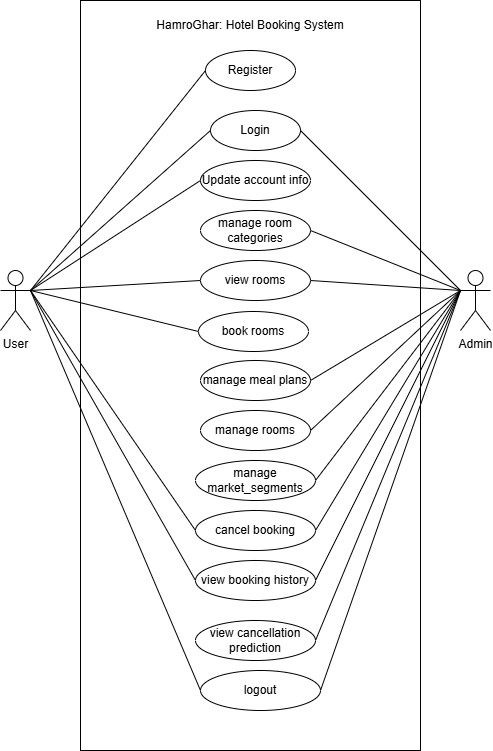 HamroGhar: Hotel Booking System
Register
Login
Update account info
manage room
categories
view rooms
book rooms
User
Admin
manage meal plans
manage rooms
manage
market_segments
cancel booking
view booking history
view cancellation
prediction
logout